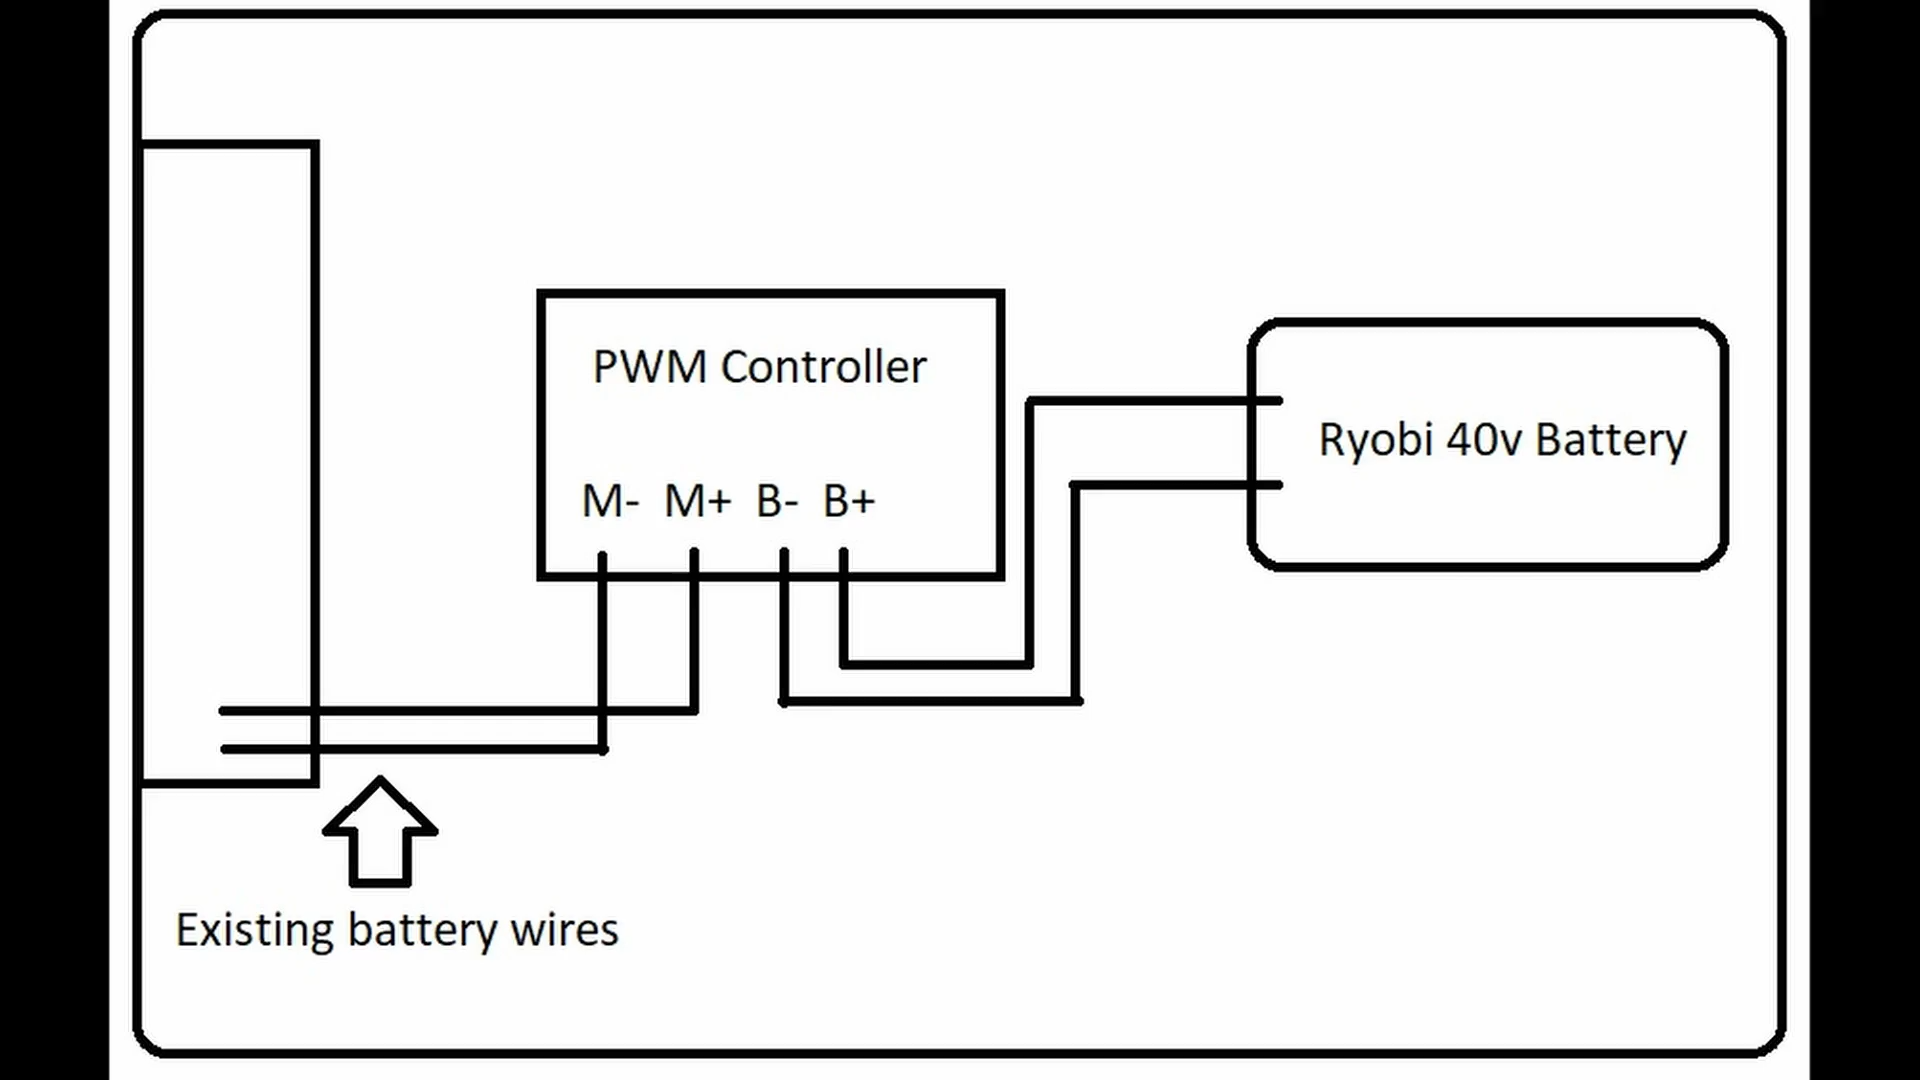 PWM Controller
Ryobi 40v Battery
M- M+ B- B+
Existing battery wires